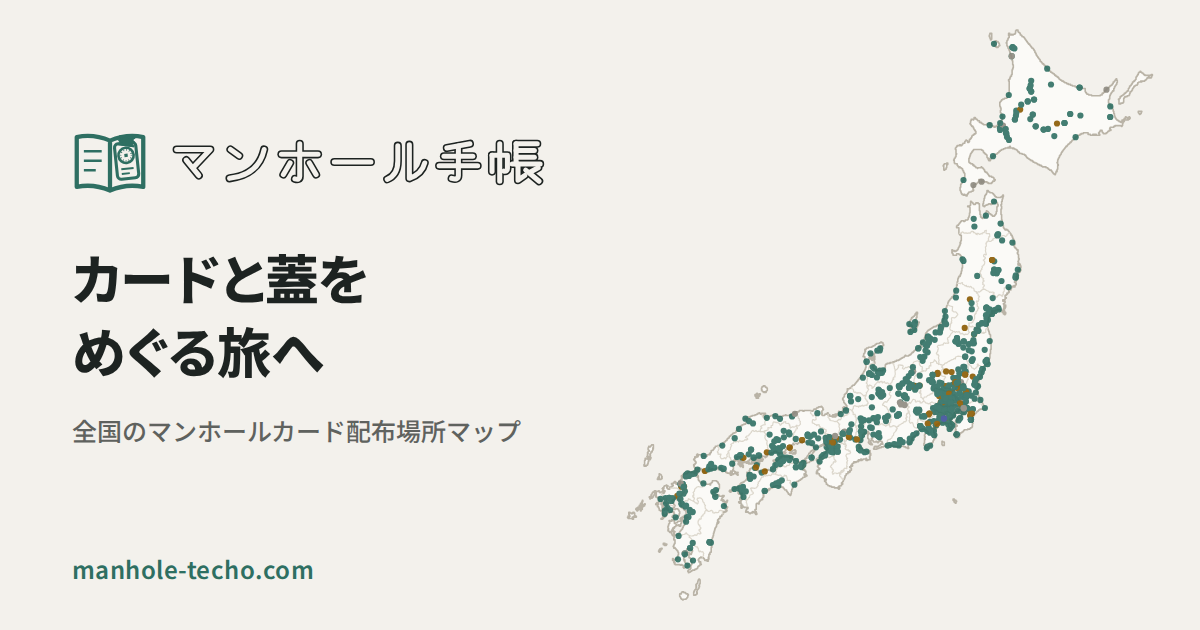 マンホール手帳
カードと蓋を
めぐる旅へ
全国のマンホールカード配布場所マップ
manhole-techo.com